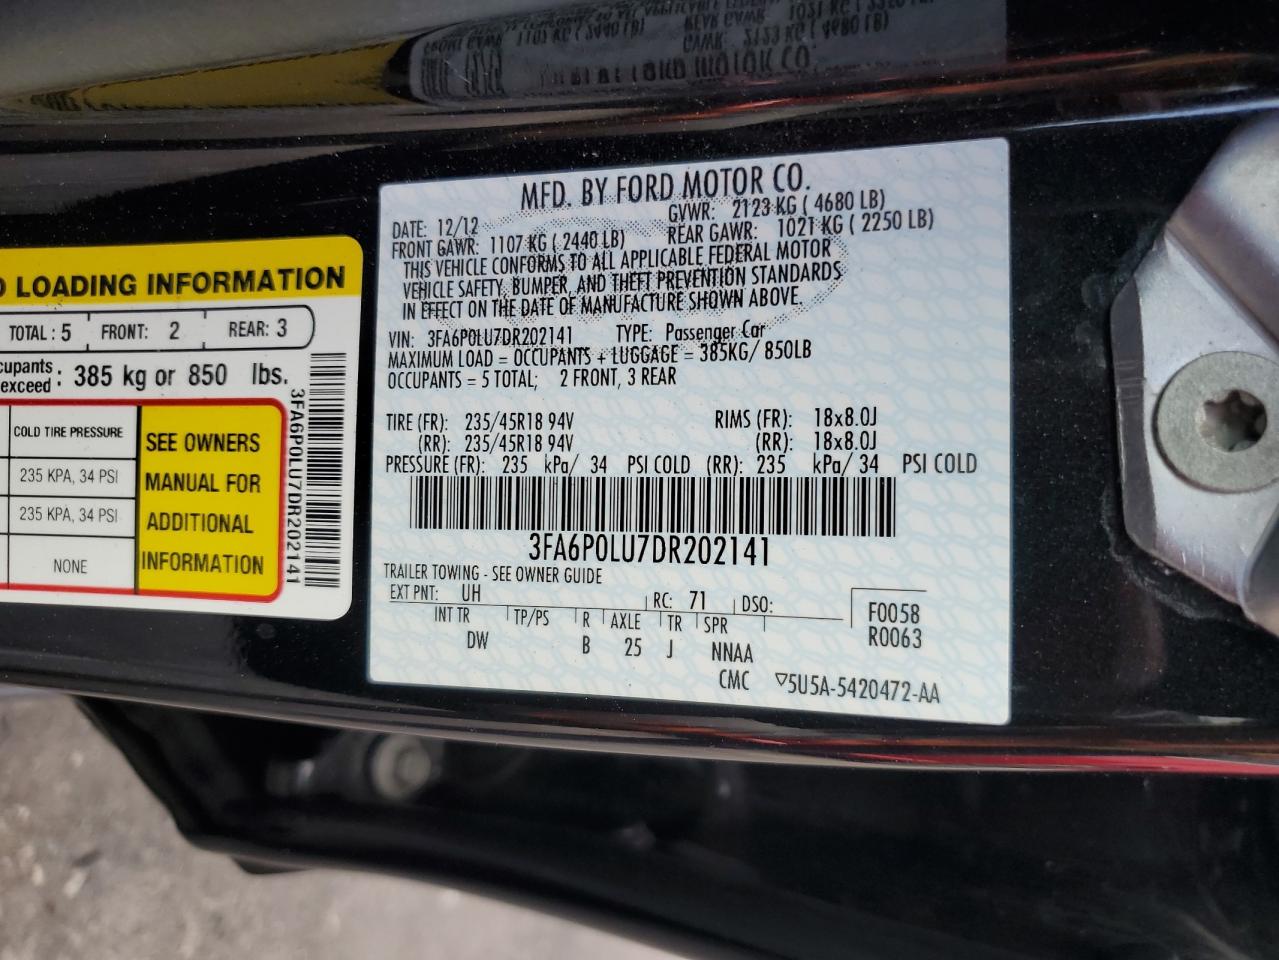 MFD. BY FORD MOTOR CO.
DATE: 12/12 GVWR: 2123 KG ( 4680 LB)
FRONT GAWR: 1107 KG ( 2440 LB) REAR GAWR: 1021 KG ( 2250 LB)
THIS VEHICLE CONFORMS TO ALL APPLICABLE FEDERAL MOTOR
VEHICLE SAFETY, BUMPER, AND THEFT PREVENTION STANDARDS
IN EFFECT ON THE DATE OF MANUFACTURE SHOWN ABOVE.
VIN: 3FA6P0LU7DR202141 TYPE: Passenger Car
MAXIMUM LOAD = OCCUPANTS + LUGGAGE = 385KG/ 850LB
OCCUPANTS = 5 TOTAL; 2 FRONT, 3 REAR
TIRE (FR): 235/45R18 94V RIMS (FR): 18x8.0J
(RR): 235/45R18 94V (RR): 18x8.0J
PRESSURE (FR): 235 kPa/ 34 PSI COLD (RR): 235 kPa/ 34 PSI COLD
3FA6P0LU7DR202141
TRAILER TOWING - SEE OWNER GUIDE
EXT PNT: UH RC: 71 DSO:
INT TR TP/PS R AXLE TR SPR
DW B 25 J NNAA
F0058
R0063
CMC ▽5U5A-5420472-AA
LOADING INFORMATION
TOTAL: 5 FRONT: 2 REAR: 3
385 kg or 850 lbs.
exceed:
COLD TIRE PRESSURE
235 KPA, 34 PSI
235 KPA, 34 PSI
NONE
SEE OWNERS
MANUAL FOR
ADDITIONAL
INFORMATION
3FA6P0LU7DR202141